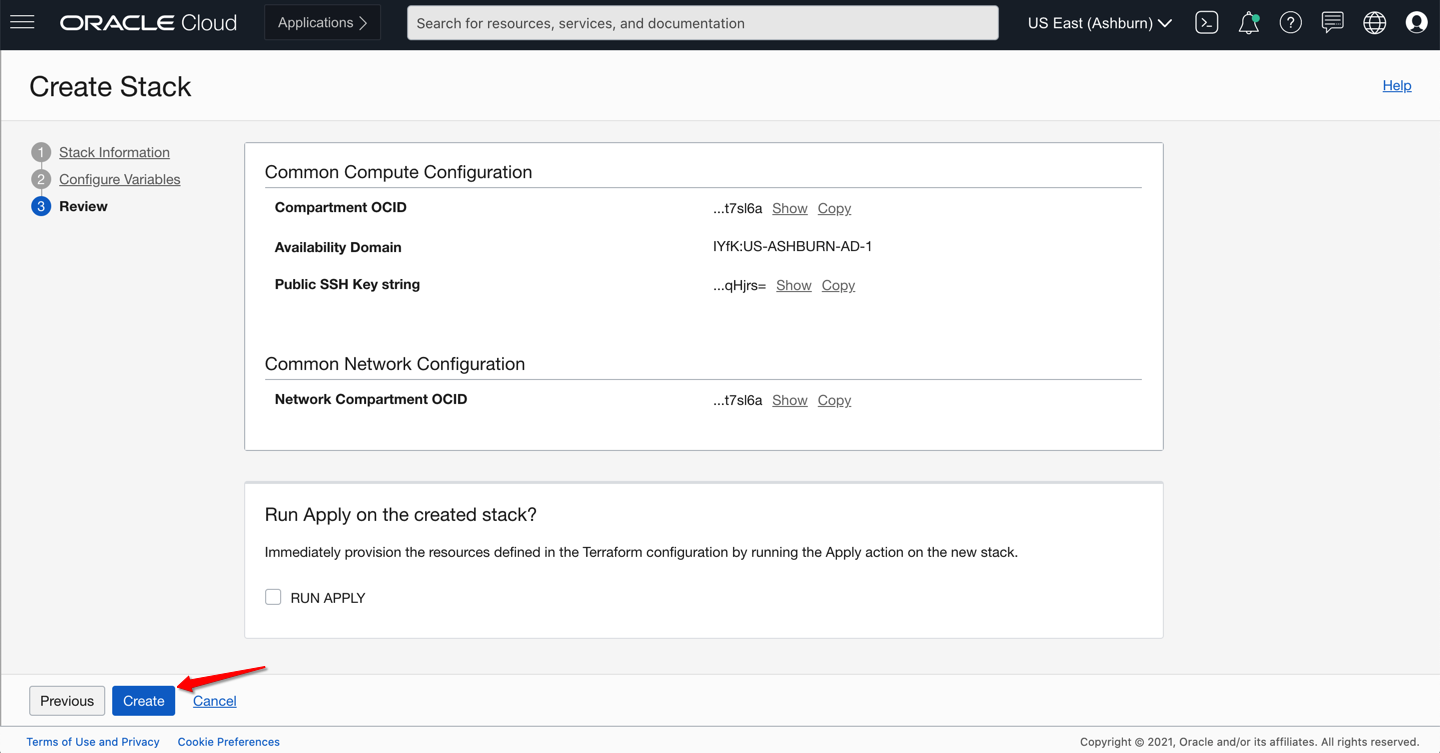 ORACLE Cloud
Applications
Search for resources, services, and documentation
US East (Ashburn)
Create Stack
Help
1 Stack Information
2 Configure Variables
3 Review
Common Compute Configuration
Compartment OCID ...t7sl6a Show Copy
Availability Domain IYfK:US-ASHBURN-AD-1
Public SSH Key string ...qHjrs= Show Copy
Common Network Configuration
Network Compartment OCID ...t7sl6a Show Copy
Run Apply on the created stack?
Immediately provision the resources defined in the Terraform configuration by running the Apply action on the new stack.
RUN APPLY
Previous Create Cancel
Terms of Use and Privacy Cookie Preferences
Copyright © 2021, Oracle and/or its affiliates. All rights reserved.